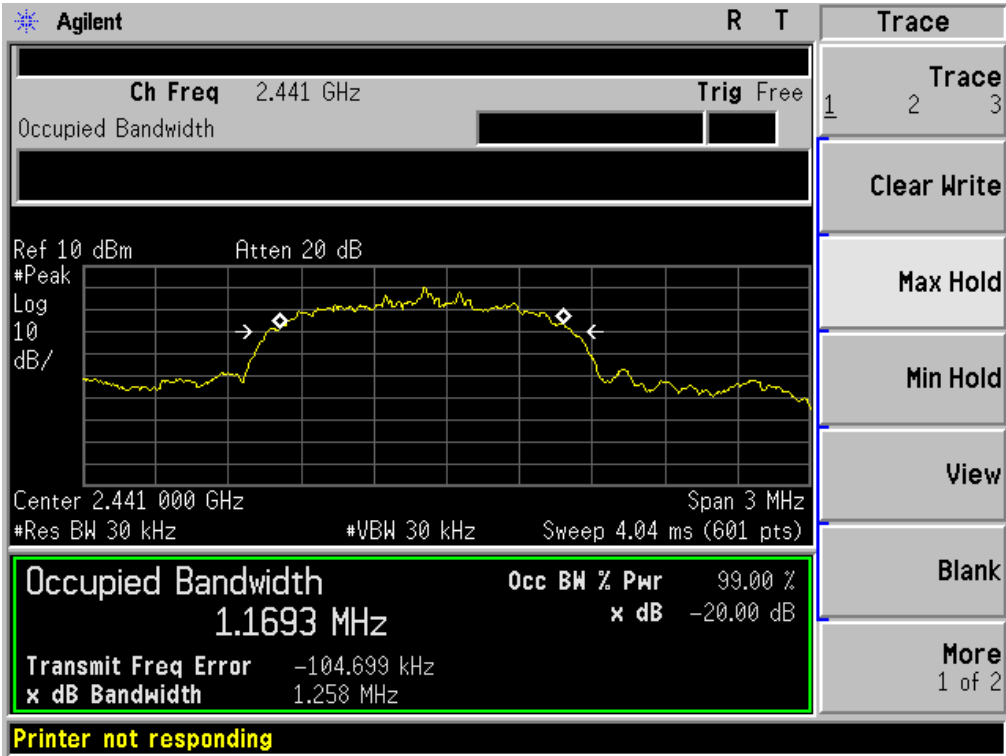 Agilent R T Trace
Ch Freq 2.441 GHz Trig Free
Occupied Bandwidth
Trace
1 2 3
Clear Write
Max Hold
Min Hold
View
Blank
More
1 of 2
Ref 10 dBm Atten 20 dB
#Peak
Log
10
dB/
Center 2.441 000 GHz Span 3 MHz
#Res BW 30 kHz #VBW 30 kHz Sweep 4.04 ms (601 pts)
Occupied Bandwidth Occ BW % Pwr 99.00 %
1.1693 MHz x dB -20.00 dB
Transmit Freq Error -104.699 kHz
x dB Bandwidth 1.258 MHz
Printer not responding